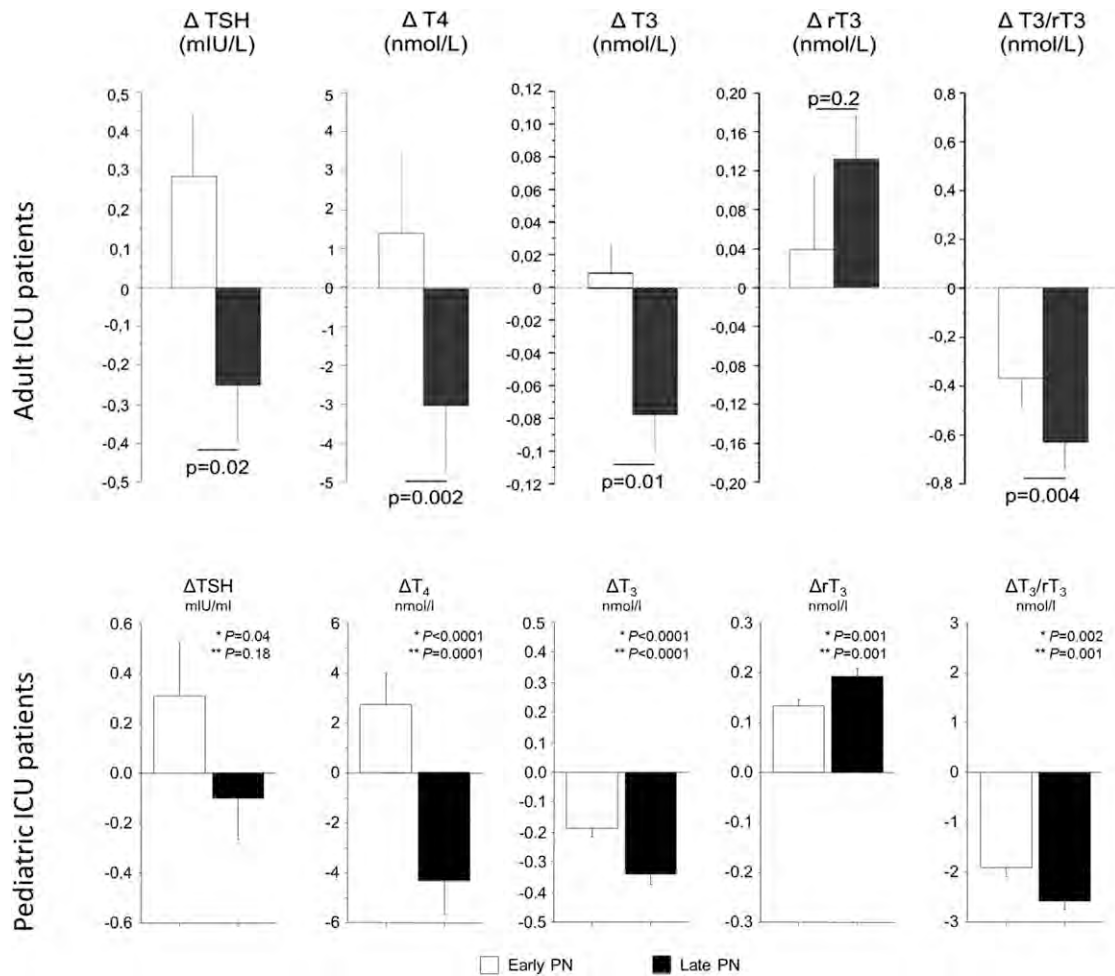 Δ TSH
(mIU/L)
Δ T4
(nmol/L)
Δ T3
(nmol/L)
Δ rT3
(nmol/L)
Δ T3/rT3
(nmol/L)
Adult ICU patients
0,5
0,4
0,3
0,2
0,1
0
-0,1
-0,2
-0,3
-0,4
-0,5
p=0.02
5
4
3
2
1
0
-1
-2
-3
-4
-5
p=0.002
0,12
0,10
0,08
0,06
0,04
0,02
0
-0,02
-0,04
-0,06
-0,08
-0,1
0,12
p=0.01
0,20
0,16
0,12
0,08
0,04
0
-0,04
-0,08
-0,12
-0,16
-0,20
p=0.2
0,8
0,6
0,4
0,2
0
-0,2
-0,4
-0,6
-0,8
p=0.004
Pediatric ICU patients
ΔTSH
mIU/ml
* P=0.04
** P=0.18
0.6
0.4
0.2
0.0
-0.2
-0.4
-0.6
ΔT₄
nmol/l
* P<0.0001
** P=0.0001
6
4
2
0
-2
-4
-6
ΔT₃
nmol/l
* P<0.0001
** P<0.0001
0.5
0.4
0.3
0.2
0.1
0.0
-0.1
-0.2
-0.3
-0.4
-0.5
ΔrT₃
nmol/l
* P=0.001
** P=0.001
0.3
0.2
0.1
0.0
-0.1
-0.2
-0.3
ΔT₃/rT₃
nmol/l
* P=0.002
** P=0.001
3
2
1
0
-1
-2
-3
Early PN
Late PN